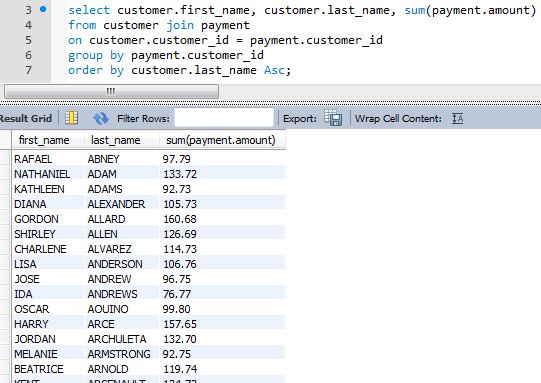 3 select customer.first_name, customer.last_name, sum(payment.amount)
4 from customer join payment
5 on customer.customer_id = payment.customer_id
6 group by payment.customer_id
7 order by customer.last_name Asc;
Result Grid Filter Rows: Export: Wrap Cell Content: IA
first_name last_name sum(payment.amount)
RAFAEL ABNEY 97.79
NATHANIEL ADAM 133.72
KATHLEEN ADAMS 92.73
DIANA ALEXANDER 105.73
GORDON ALLARD 160.68
SHIRLEY ALLEN 126.69
CHARLENE ALVAREZ 114.73
LISA ANDERSON 106.76
JOSE ANDREW 96.75
IDA ANDREWS 76.77
OSCAR AQUINO 99.80
HARRY ARCE 157.65
JORDAN ARCHULETA 132.70
MELANIE ARMSTRONG 92.75
BEATRICE ARNOLD 119.74
KENT ARSENAULT 134.73